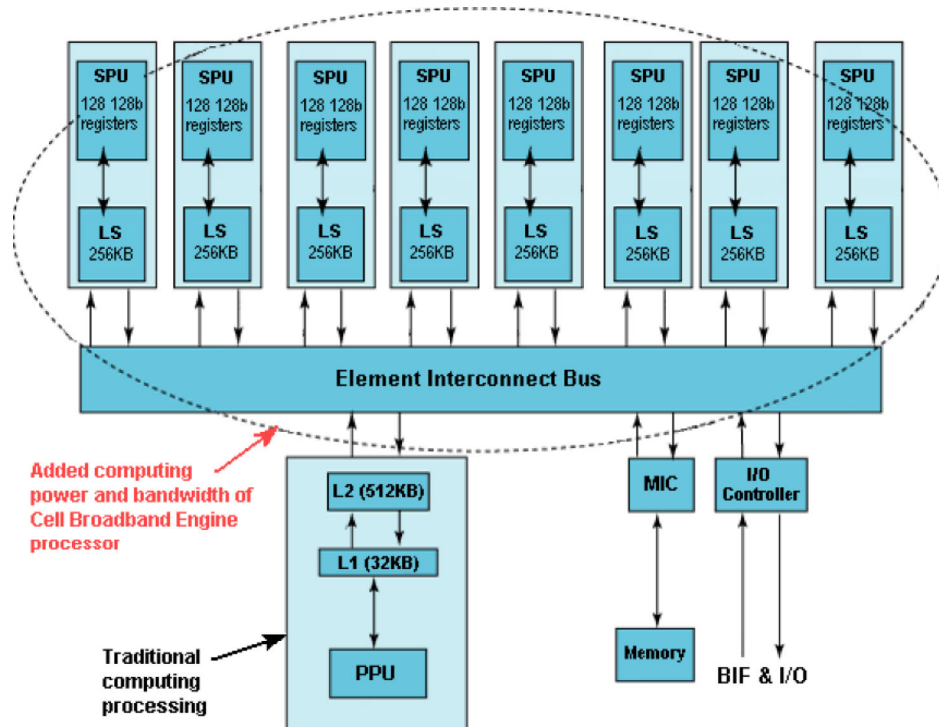 SPU
128 128b
registers
LS
256KB
SPU
128 128b
registers
LS
256KB
SPU
128 128b
registers
LS
256KB
SPU
128 128b
registers
LS
256KB
SPU
128 128b
registers
LS
256KB
SPU
128 128b
registers
LS
256KB
SPU
128 128b
registers
LS
256KB
SPU
128 128b
registers
LS
256KB
Element Interconnect Bus
Added computing
power and bandwidth of
Cell Broadband Engine
processor
L2 (512KB)
L1 (32KB)
PPU
Traditional
computing
processing
MIC
Memory
I/O
Controller
BIF & I/O